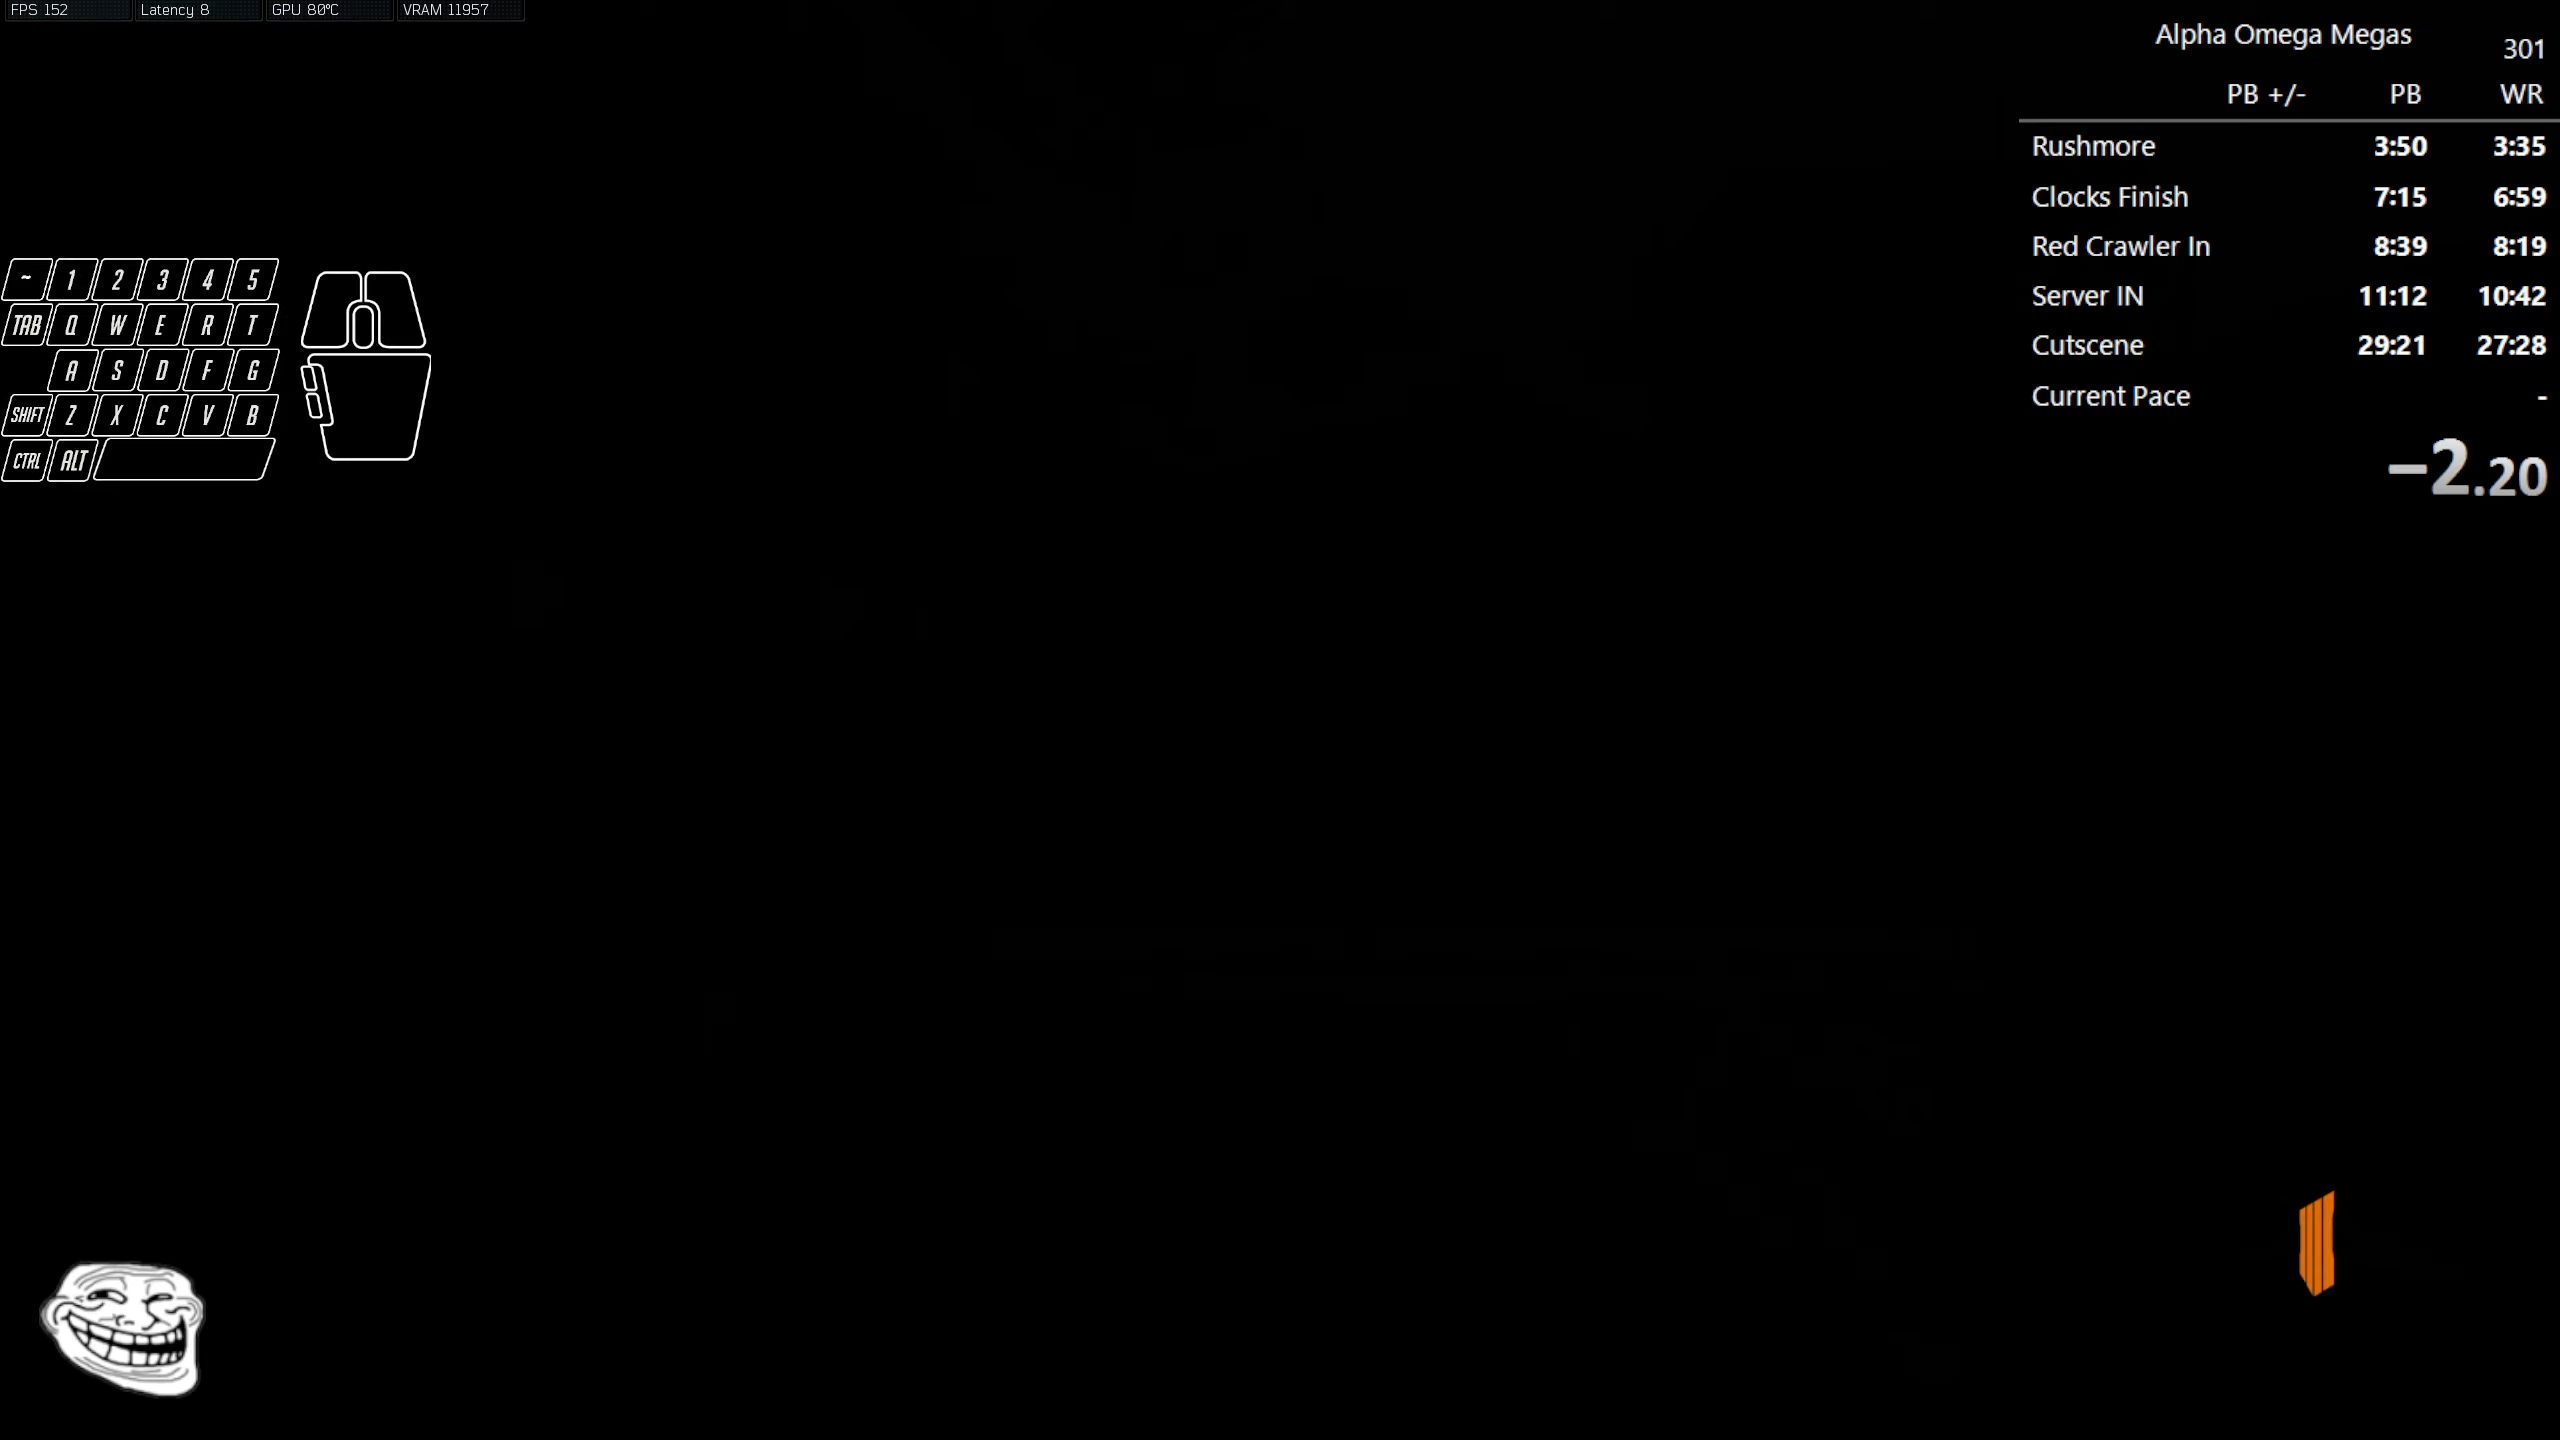 FPS 152 Latency 8 GPU 80°C VRAM 11957
Alpha Omega Megas 301
PB +/- PB WR
Rushmore 3:50 3:35
Clocks Finish 7:15 6:59
Red Crawler In 8:39 8:19
Server IN 11:12 10:42
Cutscene 29:21 27:28
Current Pace -
−2.20
~ 1 2 3 4 5
TAB Q W E R T
A S D F G
SHIFT Z X C V B
CTRL ALT